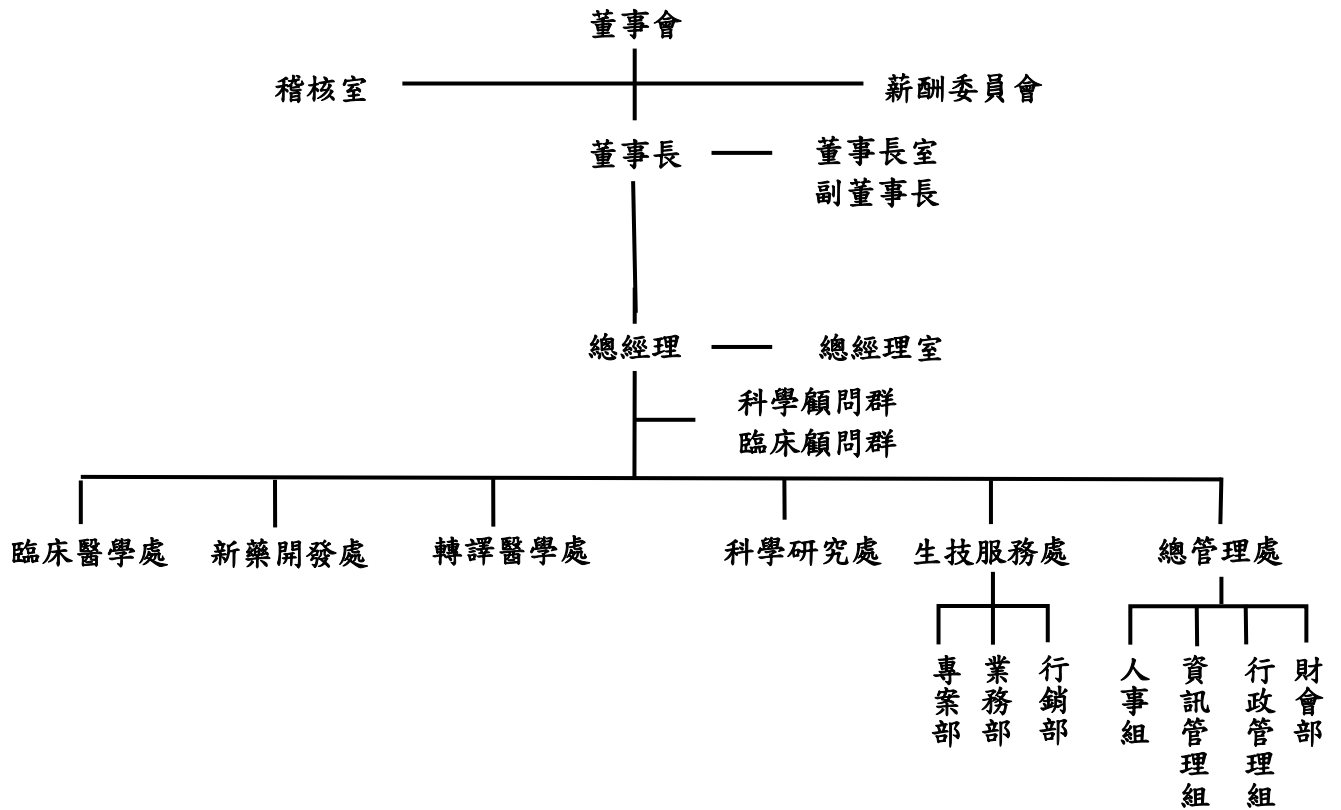 董事會
稽核室
薪酬委員會
董事長
董事長室
副董事長
總經理
總經理室
科學顧問群
臨床顧問群
臨床醫學處
新藥開發處
轉譯醫學處
科學研究處
生技服務處
總管理處
專案部
業務部
行銷部
人事組
資訊管理組
行政管理組
財會部